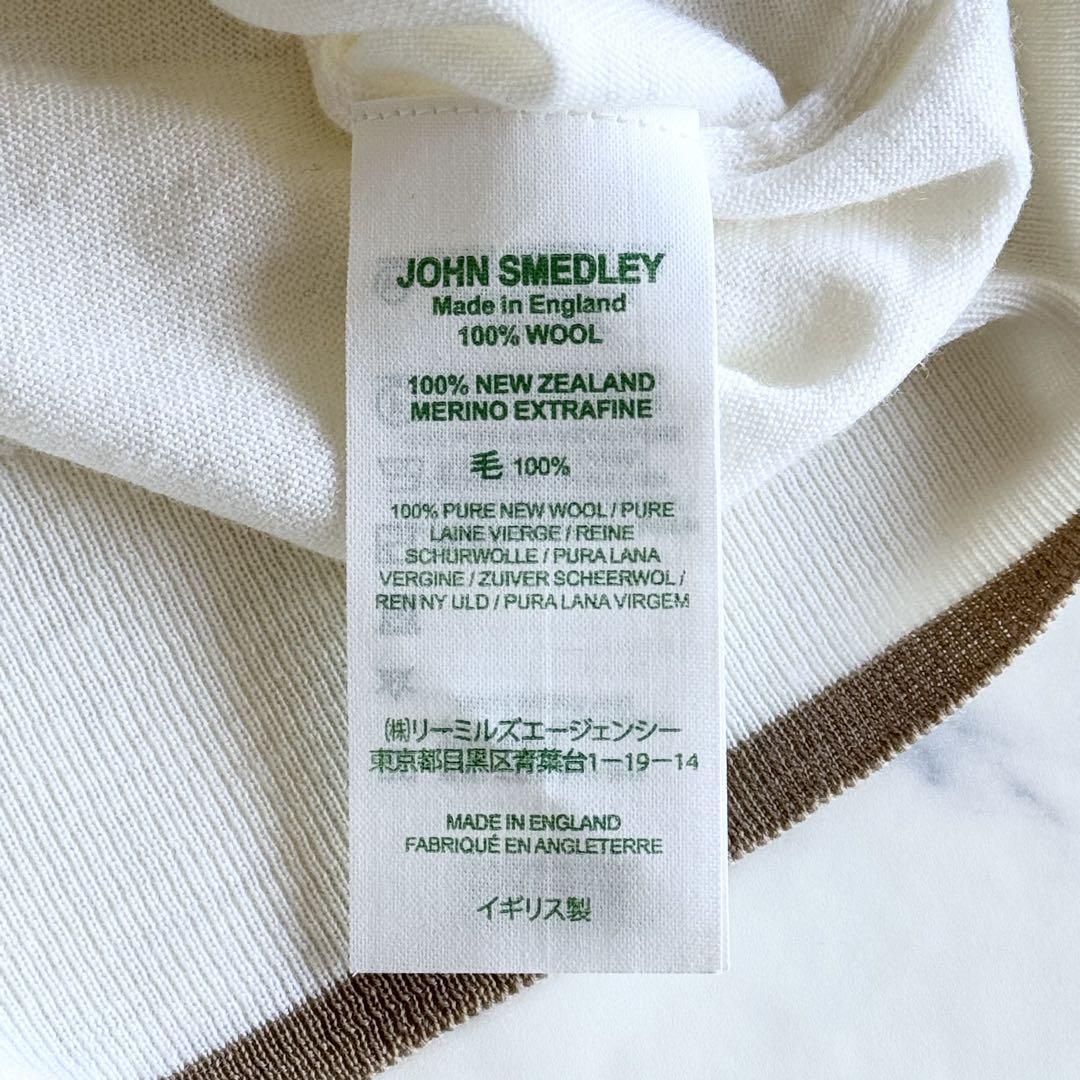 JOHN SMEDLEY
Made in England
100% WOOL
100% NEW ZEALAND
MERINO EXTRAFINE
毛 100%
100% PURE NEW WOOL / PURE
LAINE VIERGE / REINE
SCHURWOLLE / PURA LANA
VERGINE / ZUIVER SCHEERWOL /
REN NY ULD / PURA LANA VIRGEM
㈱リーミルズエージェンシー
東京都目黒区青葉台1-19-14
MADE IN ENGLAND
FABRIQUÉ EN ANGLETERRE
イギリス製